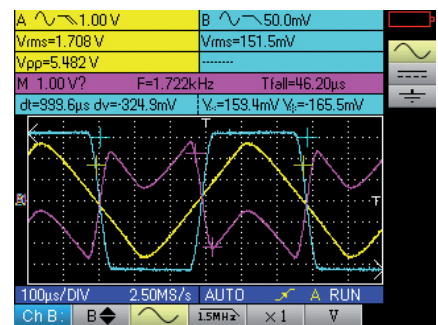 A 1.00 V B 50.0mV
Vrms=1.708 V Vrms=151.5mV
Vpp=5.482 V --------
M 1.00 V? F=1.722kHz Tfall=46.20µs
dt=999.6µs dv=-324.9mV =159.4mV =-165.5mV
T
T
100µs/DIV 2.50MS/s AUTO A RUN
Ch B: B 1.5MHz ×1